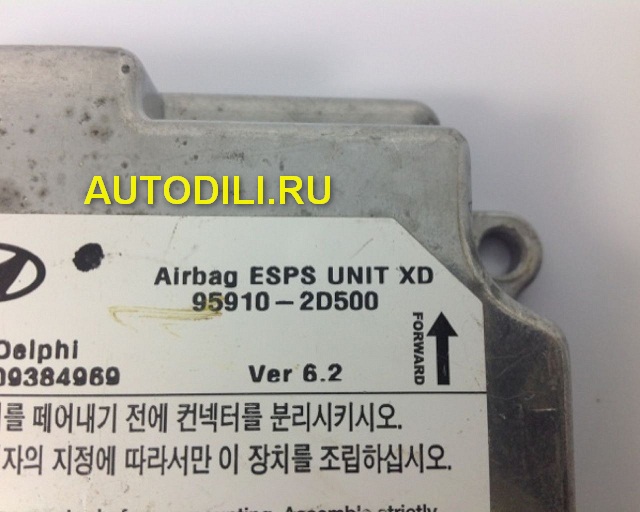 AUTODILI.RU
Airbag ESPS UNIT XD
95910-2D500
FORWARD
Delphi
09384969
Ver 6.2
를 떼어내기 전에 컨넥터를 분리시키시오.
자의 지정에 따라서만 이 장치를 조립하십시오.
strictly